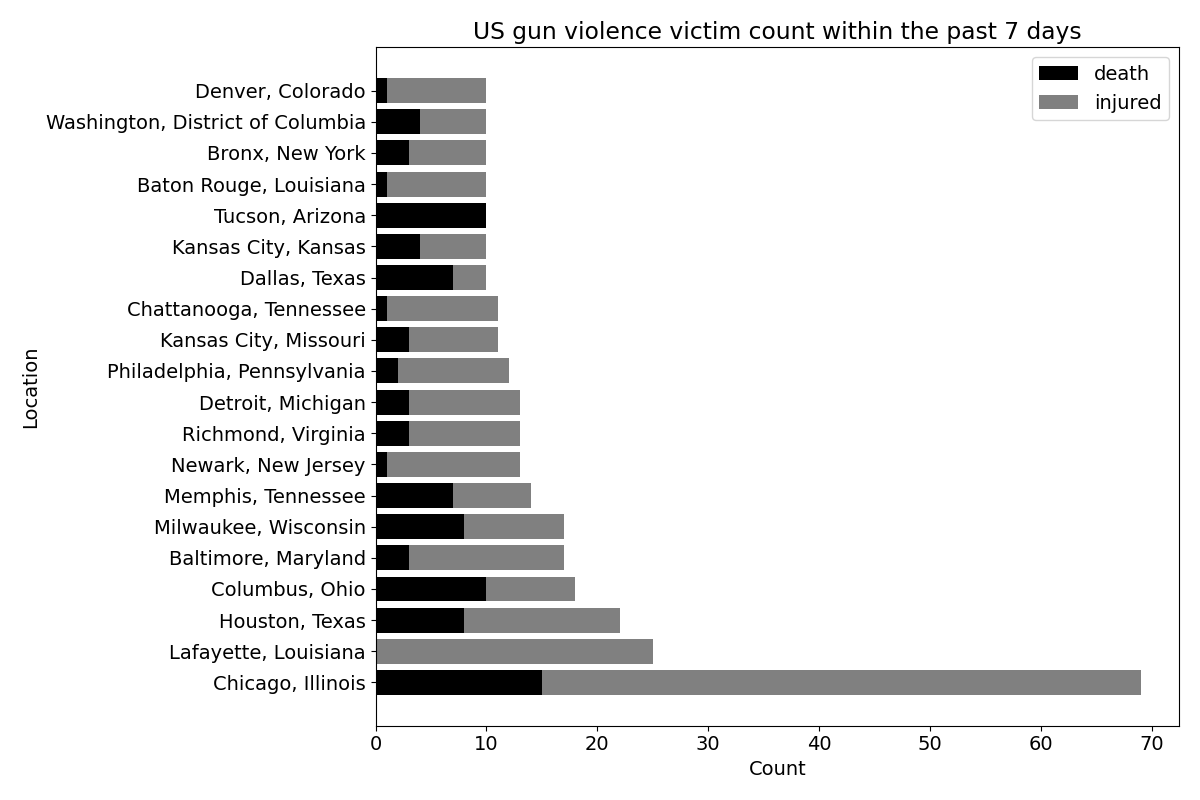 US gun violence victim count within the past 7 days
death
injured
Denver, Colorado
Washington, District of Columbia
Bronx, New York
Baton Rouge, Louisiana
Tucson, Arizona
Kansas City, Kansas
Dallas, Texas
Chattanooga, Tennessee
Kansas City, Missouri
Philadelphia, Pennsylvania
Detroit, Michigan
Richmond, Virginia
Newark, New Jersey
Memphis, Tennessee
Milwaukee, Wisconsin
Baltimore, Maryland
Columbus, Ohio
Houston, Texas
Lafayette, Louisiana
Chicago, Illinois
Location
0 10 20 30 40 50 60 70
Count